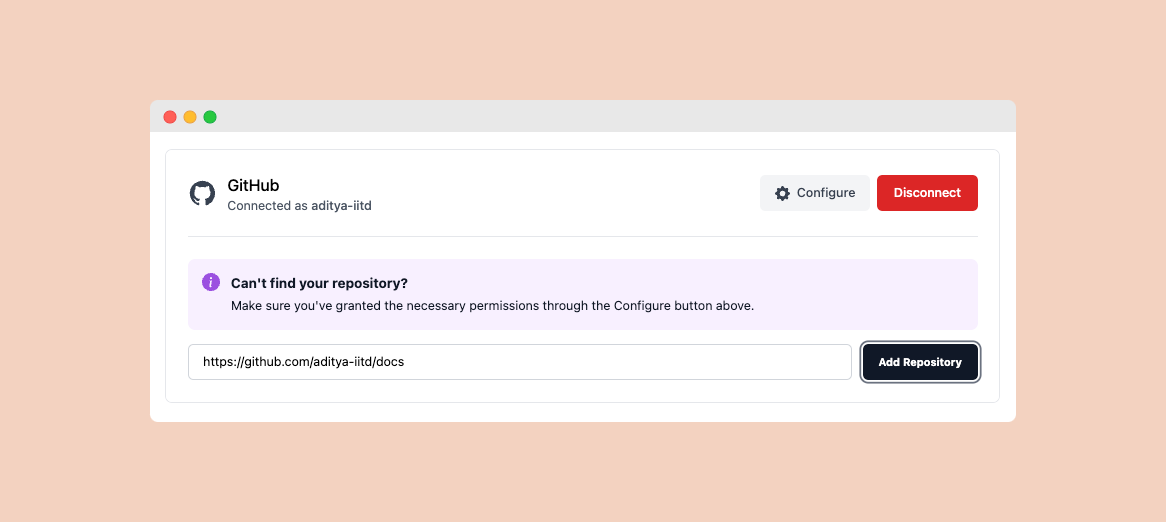 GitHub
Connected as aditya-iitd
Configure
Disconnect
Can't find your repository?
Make sure you've granted the necessary permissions through the Configure button above.
https://github.com/aditya-iitd/docs
Add Repository